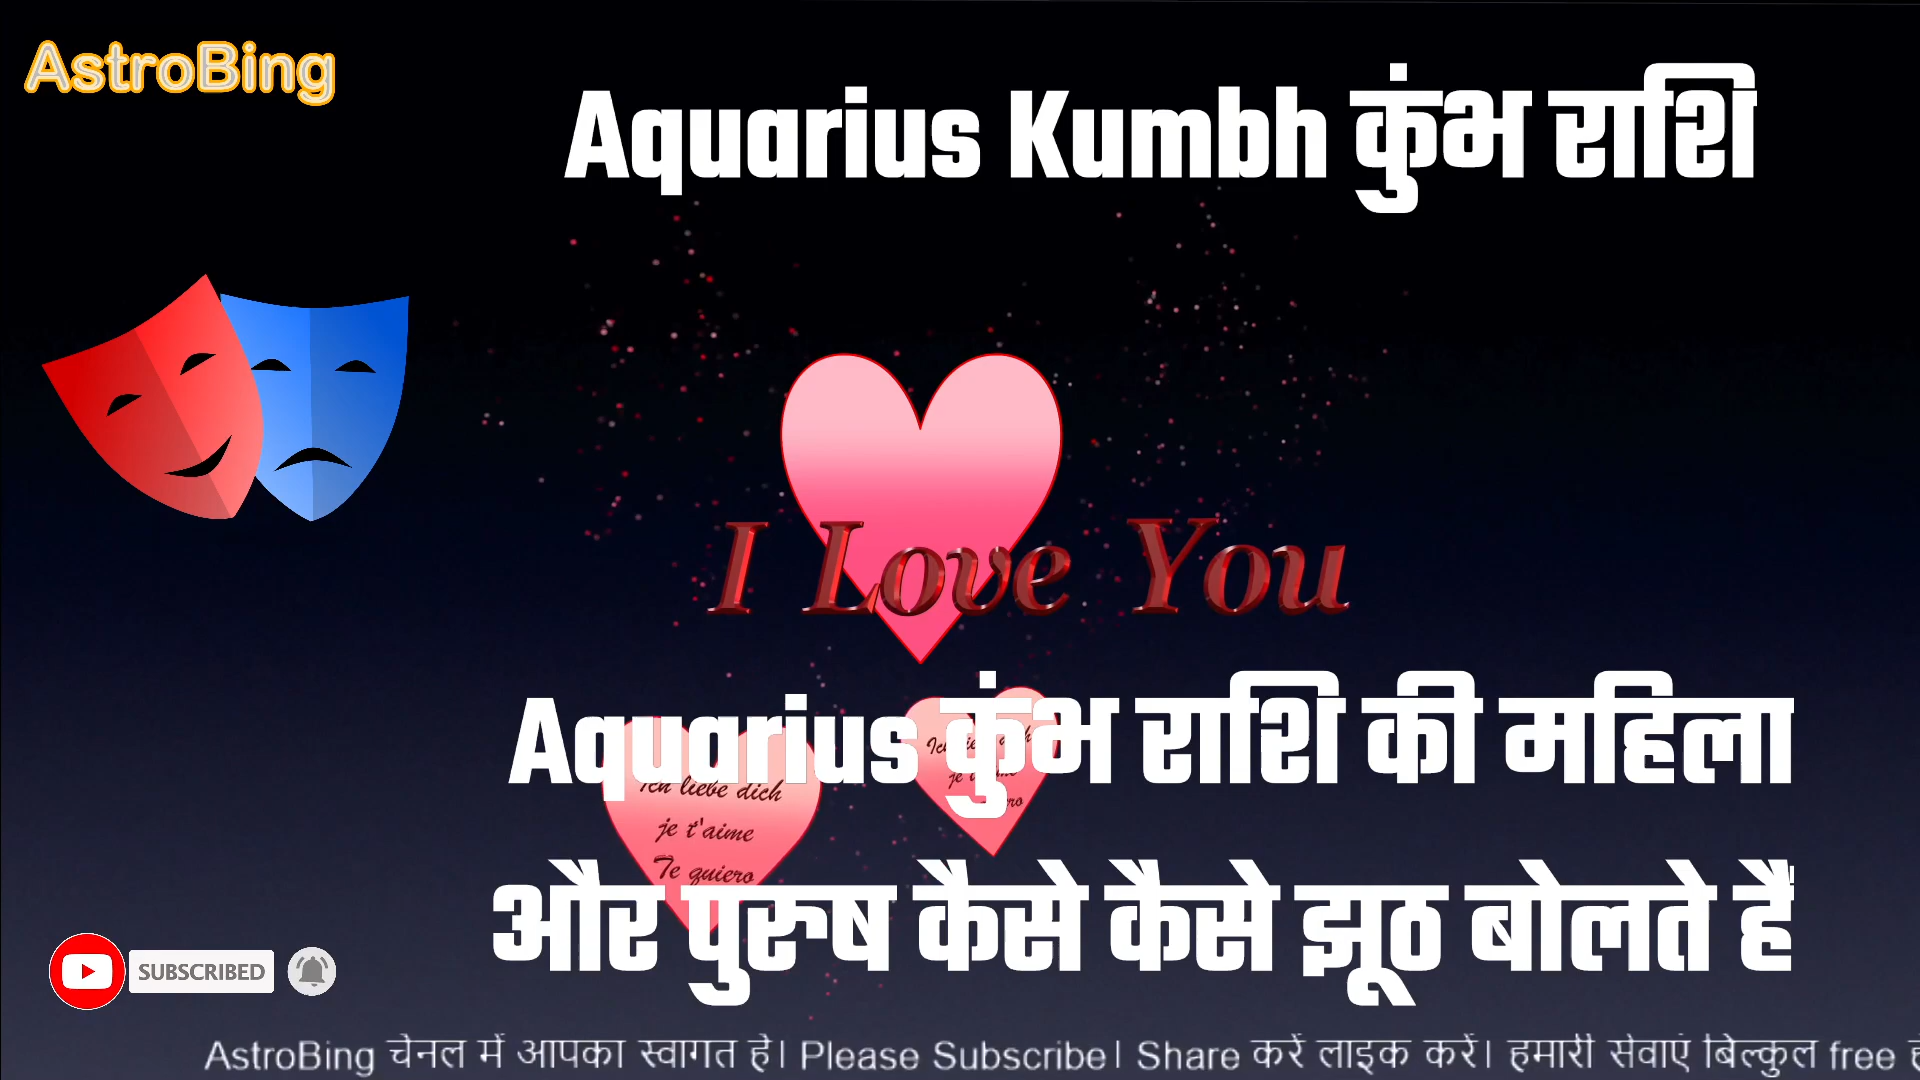 AstroBing
Aquarius Kumbh कुंभ राशि
I Love You
Aquarius कुंभ राशि की महिला
Ich liebe dich
je t'aime
Te quiero
और पुरुष कैसे कैसे झूठ बोलते हैं
SUBSCRIBED
AstroBing चेनल में आपका स्वागत हे। Please Subscribe। Share करें लाइक करें। हमारी सेवाएं बिल्कुल free